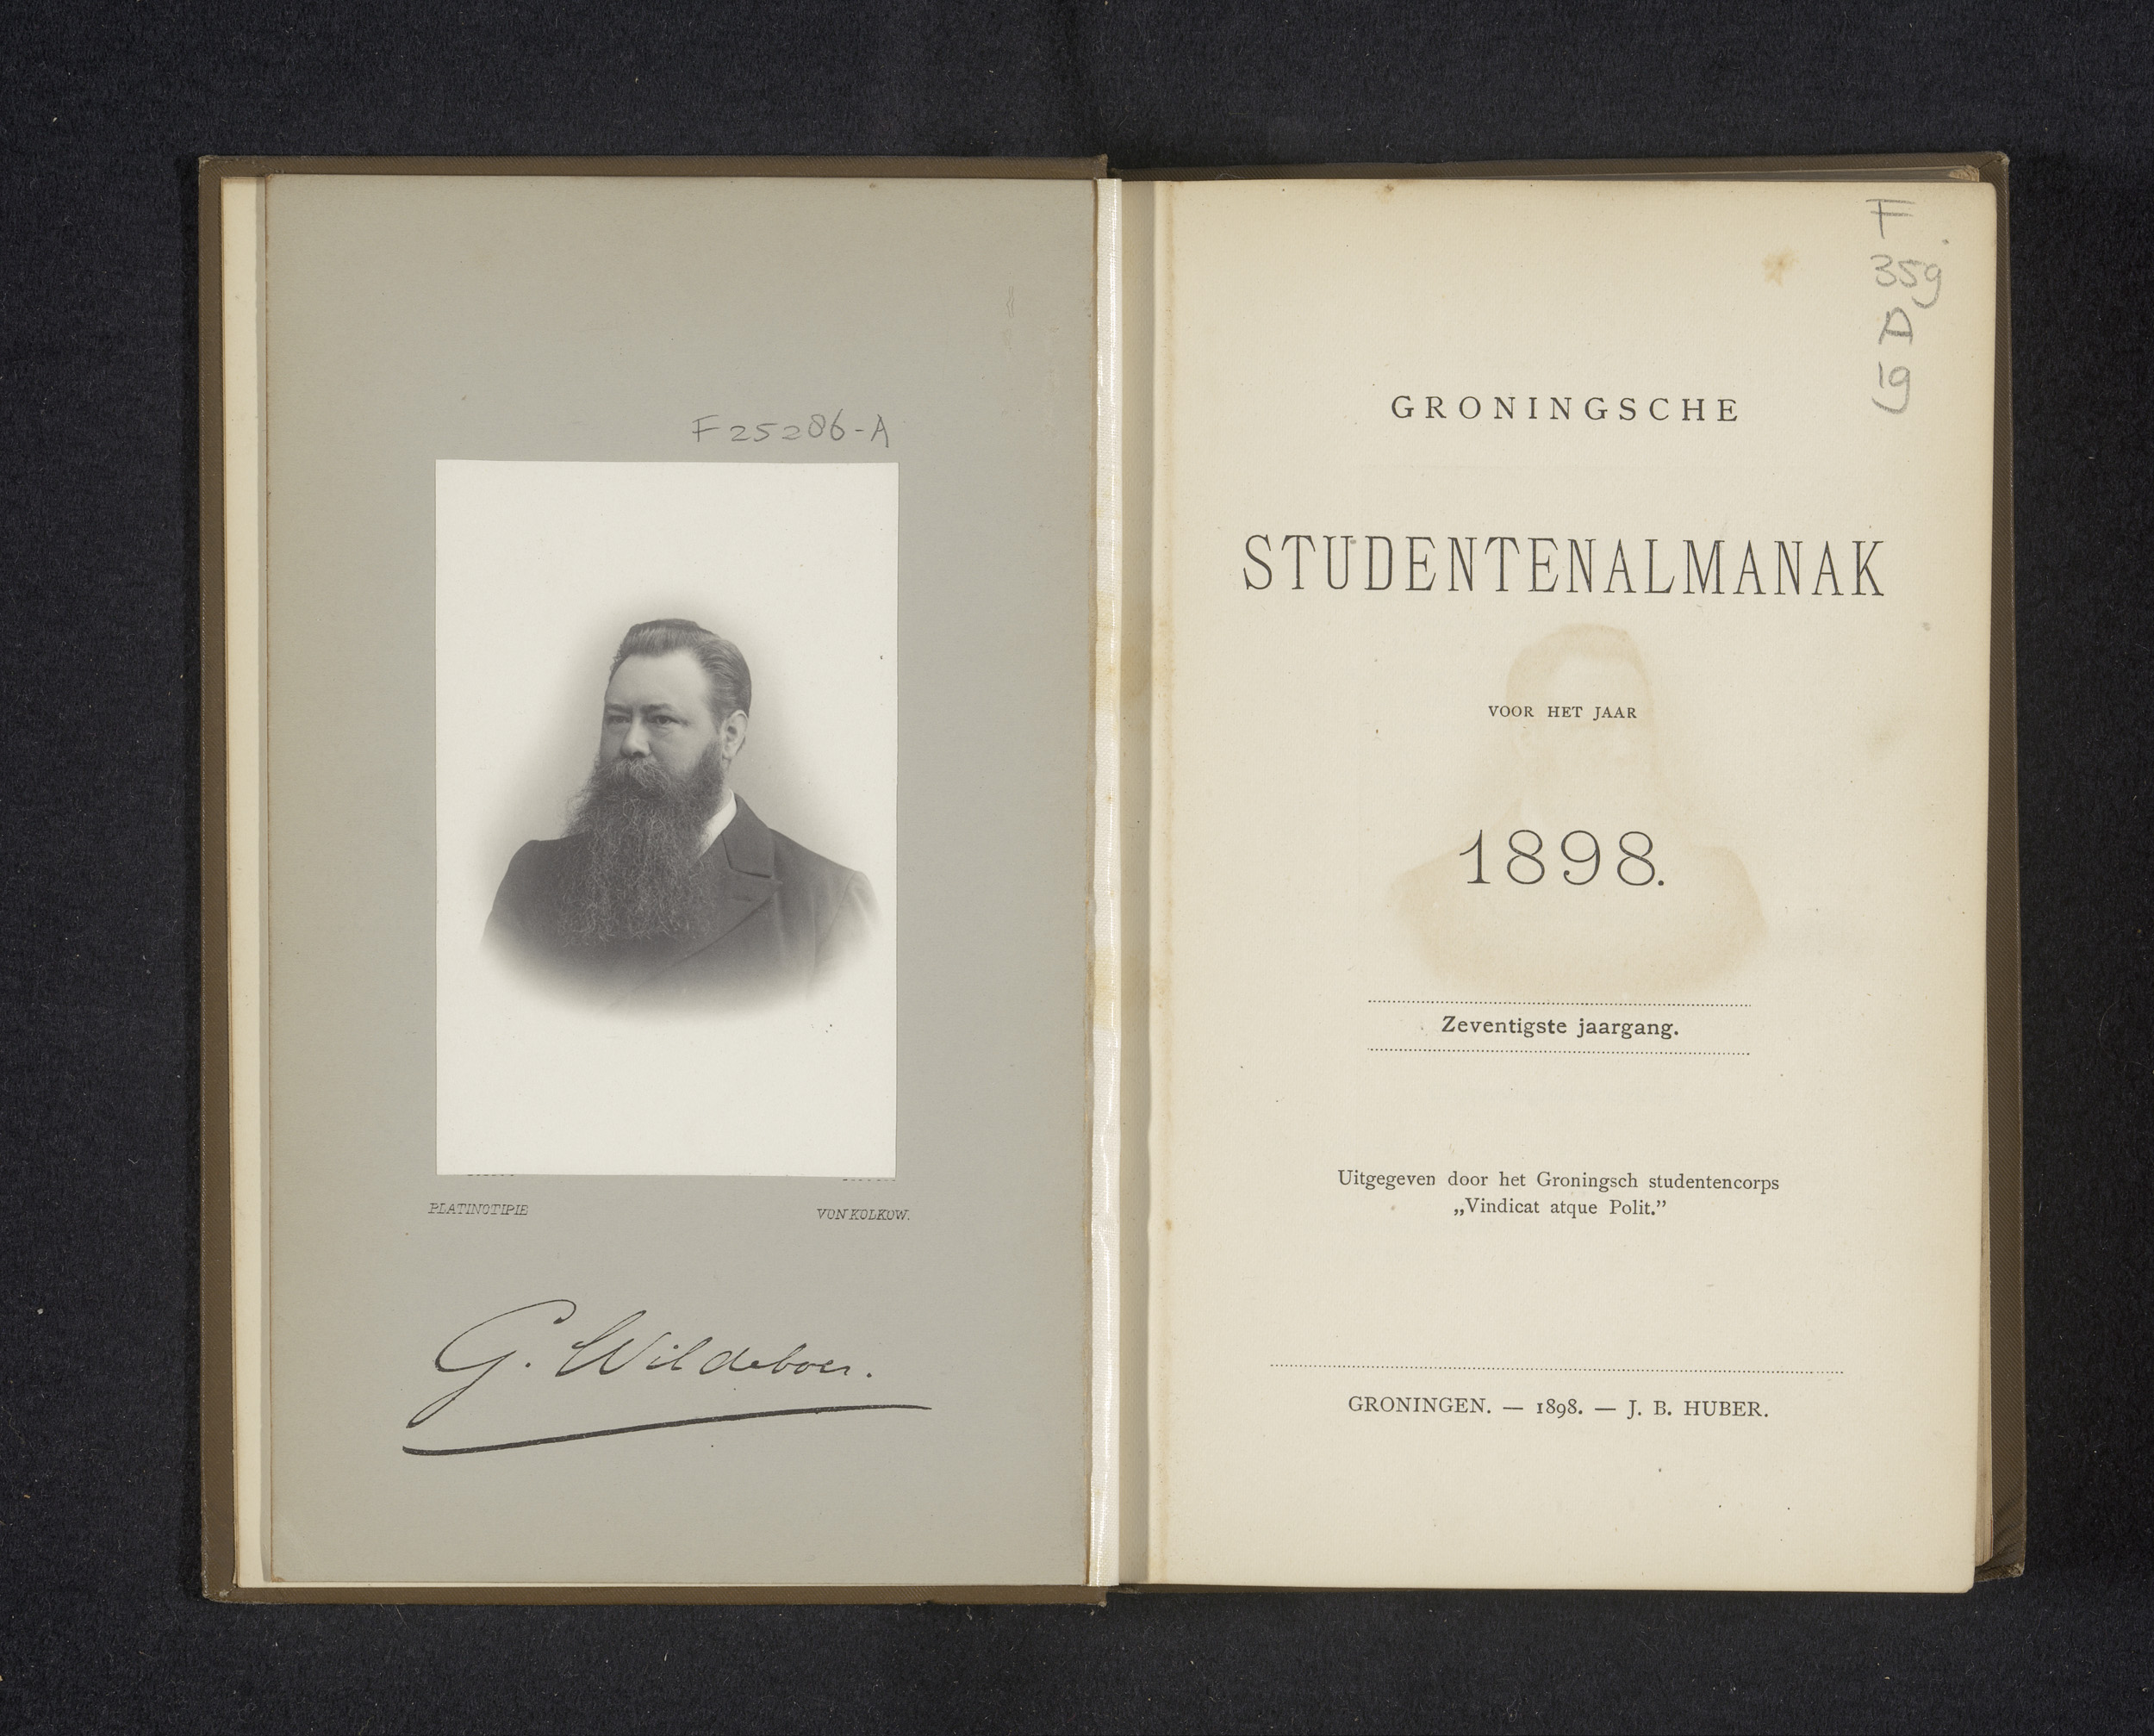 F 25286-A
PLATINOTIPIE
VON KOLKOW.
G. Wildeboer.
F
359
A
19
GRONINGSCHE
STUDENTENALMANAK
VOOR HET JAAR
1898.
Zeventigste jaargang.
Uitgegeven door het Groningsch studentencorps
„Vindicat atque Polit.”
GRONINGEN. — 1898. — J. B. HUBER.